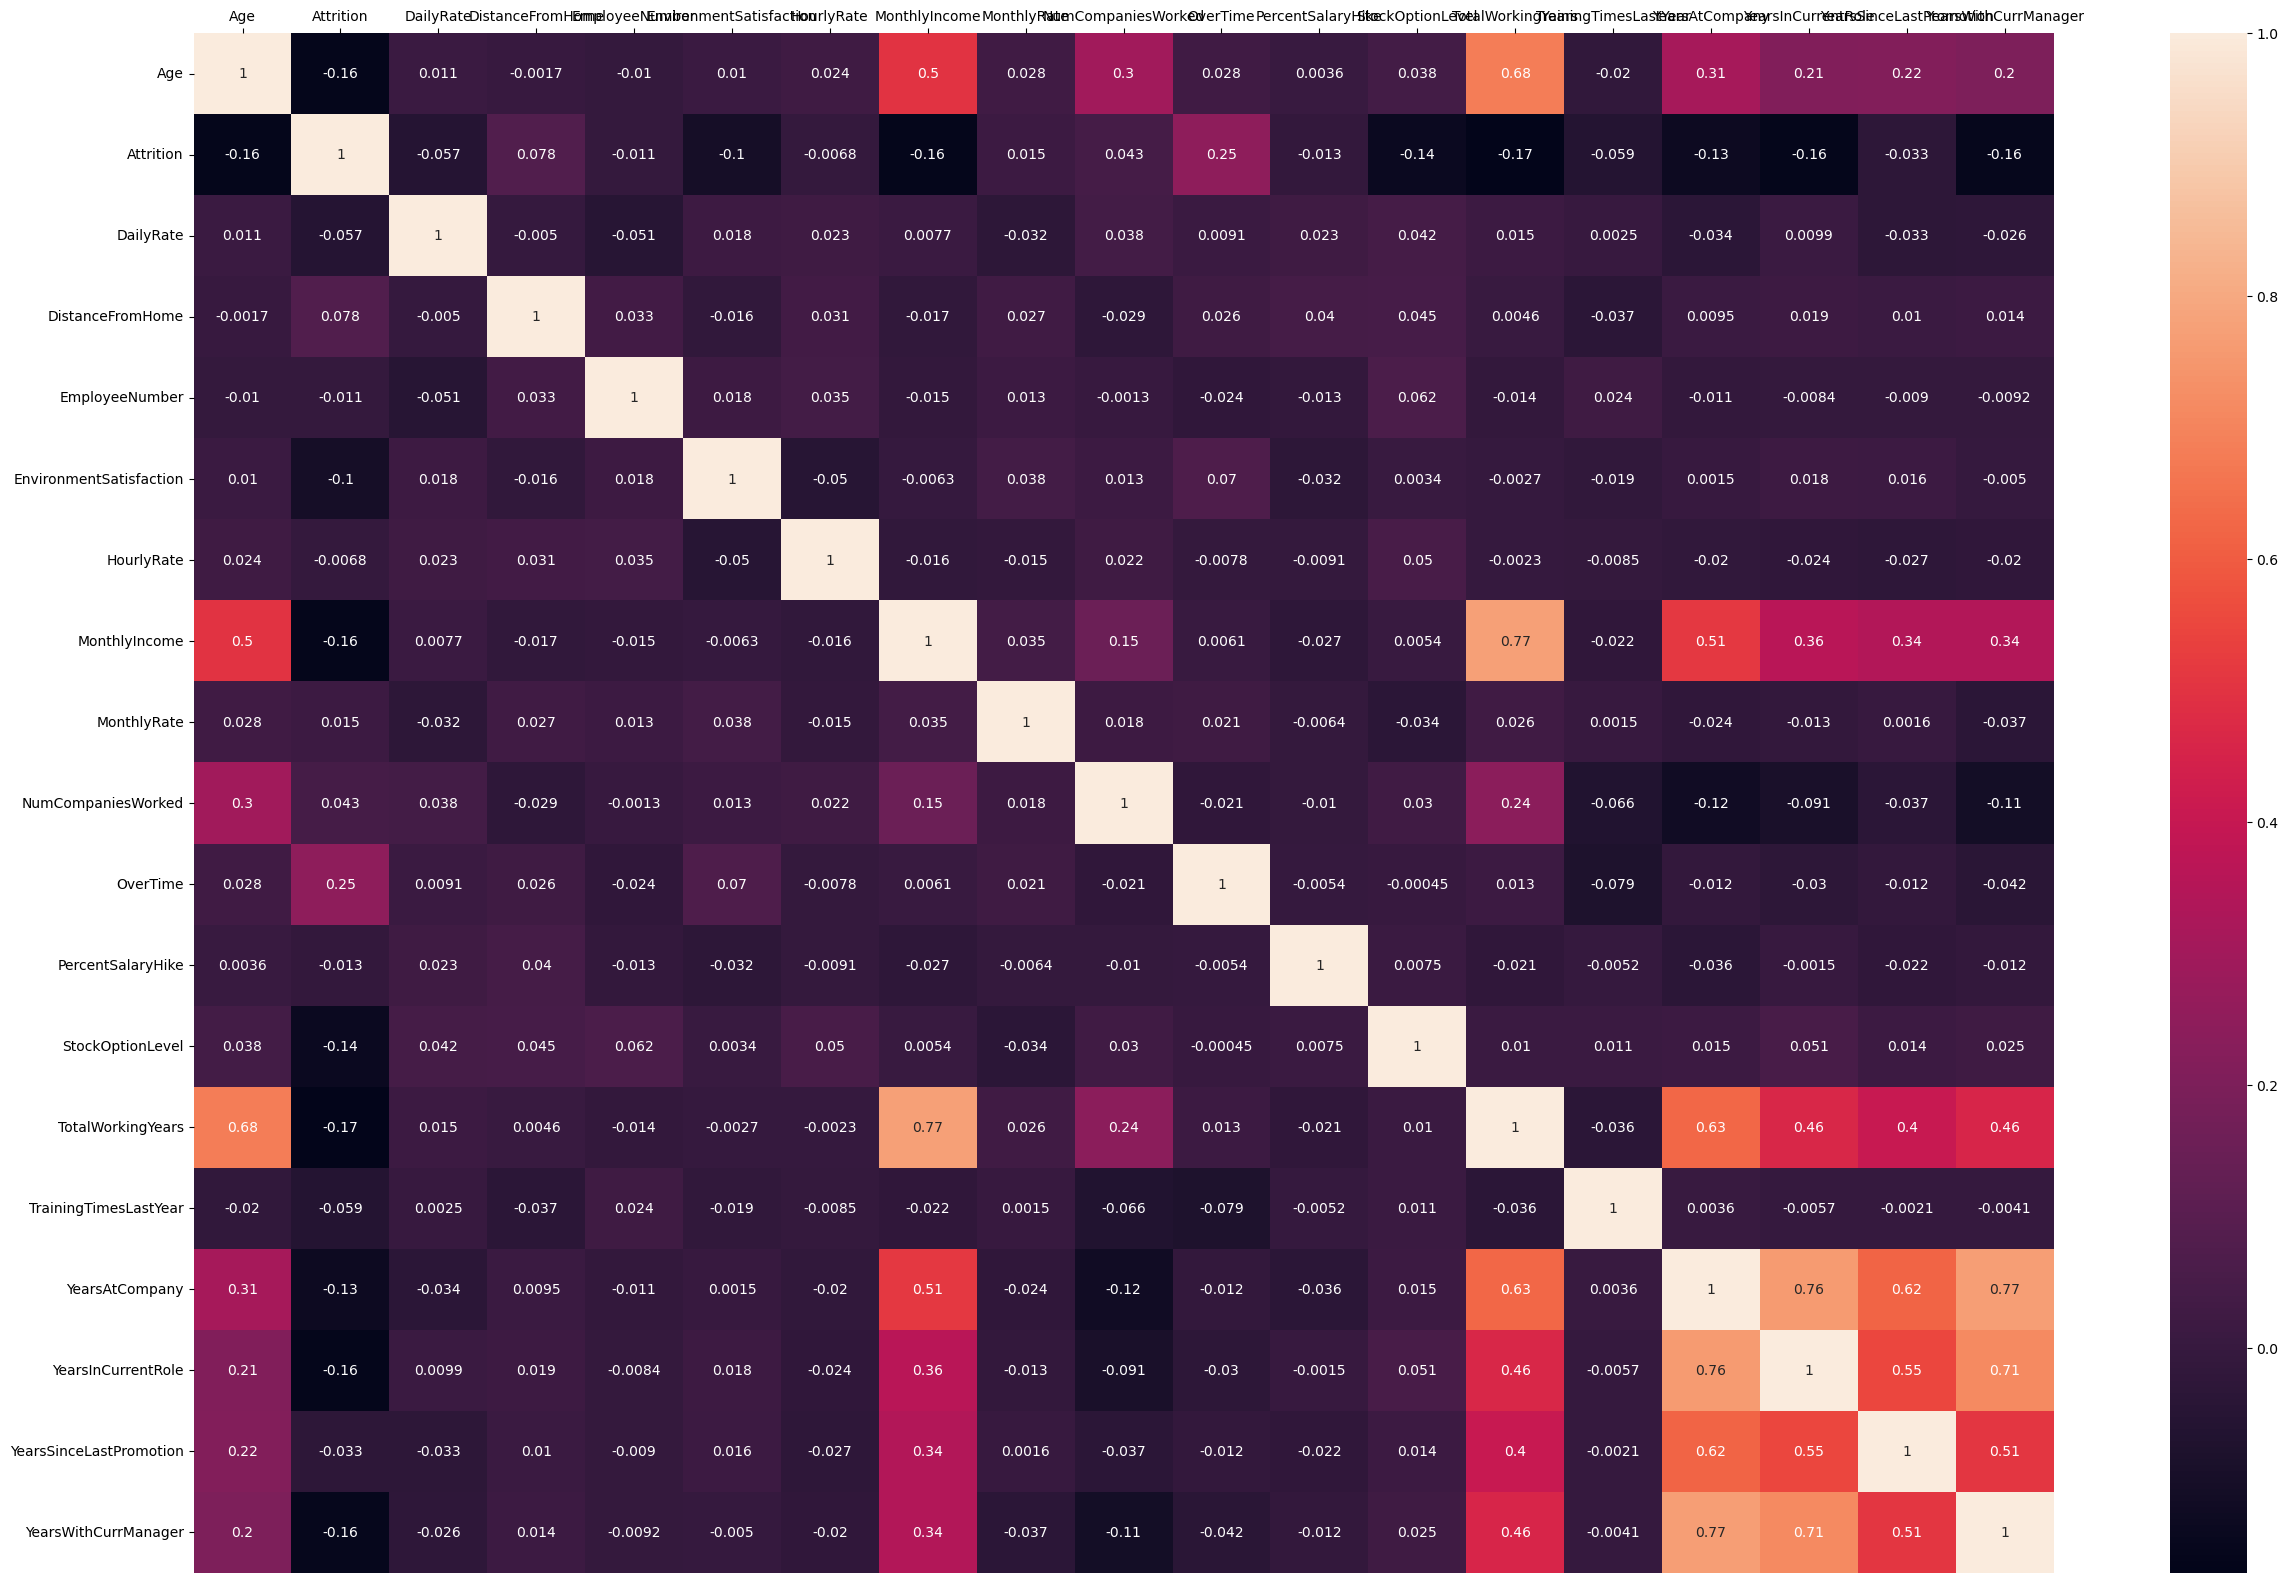 Age Attrition DailyRate DistanceFromHome EmployeeNumber EnvironmentSatisfaction HourlyRate MonthlyIncome MonthlyRate NumCompaniesWorked OverTime PercentSalaryHike StockOptionLevel TotalWorkingYears TrainingTimesLastYear YearsAtCompany YearsInCurrentRole YearsSinceLastPromotion YearsWithCurrManager
1.0
Age 1 -0.16 0.011 -0.0017 -0.01 0.01 0.024 0.5 0.028 0.3 0.028 0.0036 0.038 0.68 -0.02 0.31 0.21 0.22 0.2
Attrition -0.16 1 -0.057 0.078 -0.011 -0.1 -0.0068 -0.16 0.015 0.043 0.25 -0.013 -0.14 -0.17 -0.059 -0.13 -0.16 -0.033 -0.16
DailyRate 0.011 -0.057 1 -0.005 -0.051 0.018 0.023 0.0077 -0.032 0.038 0.0091 0.023 0.042 0.015 0.0025 -0.034 0.0099 -0.033 -0.026
0.8
DistanceFromHome -0.0017 0.078 -0.005 1 0.033 -0.016 0.031 -0.017 0.027 -0.029 0.026 0.04 0.045 0.0046 -0.037 0.0095 0.019 0.01 0.014
EmployeeNumber -0.01 -0.011 -0.051 0.033 1 0.018 0.035 -0.015 0.013 -0.0013 -0.024 -0.013 0.062 -0.014 0.024 -0.011 -0.0084 -0.009 -0.0092
EnvironmentSatisfaction 0.01 -0.1 0.018 -0.016 0.018 1 -0.05 -0.0063 0.038 0.013 0.07 -0.032 0.0034 -0.0027 -0.019 0.0015 0.018 0.016 -0.005
HourlyRate 0.024 -0.0068 0.023 0.031 0.035 -0.05 1 -0.016 -0.015 0.022 -0.0078 -0.0091 0.05 -0.0023 -0.0085 -0.02 -0.024 -0.027 -0.02
0.6
MonthlyIncome 0.5 -0.16 0.0077 -0.017 -0.015 -0.0063 -0.016 1 0.035 0.15 0.0061 -0.027 0.0054 0.77 -0.022 0.51 0.36 0.34 0.34
MonthlyRate 0.028 0.015 -0.032 0.027 0.013 0.038 -0.015 0.035 1 0.018 0.021 -0.0064 -0.034 0.026 0.0015 -0.024 -0.013 0.0016 -0.037
NumCompaniesWorked 0.3 0.043 0.038 -0.029 -0.0013 0.013 0.022 0.15 0.018 1 -0.021 -0.01 0.03 0.24 -0.066 -0.12 -0.091 -0.037 -0.11
0.4
OverTime 0.028 0.25 0.0091 0.026 -0.024 0.07 -0.0078 0.0061 0.021 -0.021 1 -0.0054 -0.00045 0.013 -0.079 -0.012 -0.03 -0.012 -0.042
PercentSalaryHike 0.0036 -0.013 0.023 0.04 -0.013 -0.032 -0.0091 -0.027 -0.0064 -0.01 -0.0054 1 0.0075 -0.021 -0.0052 -0.036 -0.0015 -0.022 -0.012
StockOptionLevel 0.038 -0.14 0.042 0.045 0.062 0.0034 0.05 0.0054 -0.034 0.03 -0.00045 0.0075 1 0.01 0.011 0.015 0.051 0.014 0.025
0.2
TotalWorkingYears 0.68 -0.17 0.015 0.0046 -0.014 -0.0027 -0.0023 0.77 0.026 0.24 0.013 -0.021 0.01 1 -0.036 0.63 0.46 0.4 0.46
TrainingTimesLastYear -0.02 -0.059 0.0025 -0.037 0.024 -0.019 -0.0085 -0.022 0.0015 -0.066 -0.079 -0.0052 0.011 -0.036 1 0.0036 -0.0057 -0.0021 -0.0041
YearsAtCompany 0.31 -0.13 -0.034 0.0095 -0.011 0.0015 -0.02 0.51 -0.024 -0.12 -0.012 -0.036 0.015 0.63 0.0036 1 0.76 0.62 0.77
0.0
YearsInCurrentRole 0.21 -0.16 0.0099 0.019 -0.0084 0.018 -0.024 0.36 -0.013 -0.091 -0.03 -0.0015 0.051 0.46 -0.0057 0.76 1 0.55 0.71
YearsSinceLastPromotion 0.22 -0.033 -0.033 0.01 -0.009 0.016 -0.027 0.34 0.0016 -0.037 -0.012 -0.022 0.014 0.4 -0.0021 0.62 0.55 1 0.51
YearsWithCurrManager 0.2 -0.16 -0.026 0.014 -0.0092 -0.005 -0.02 0.34 -0.037 -0.11 -0.042 -0.012 0.025 0.46 -0.0041 0.77 0.71 0.51 1